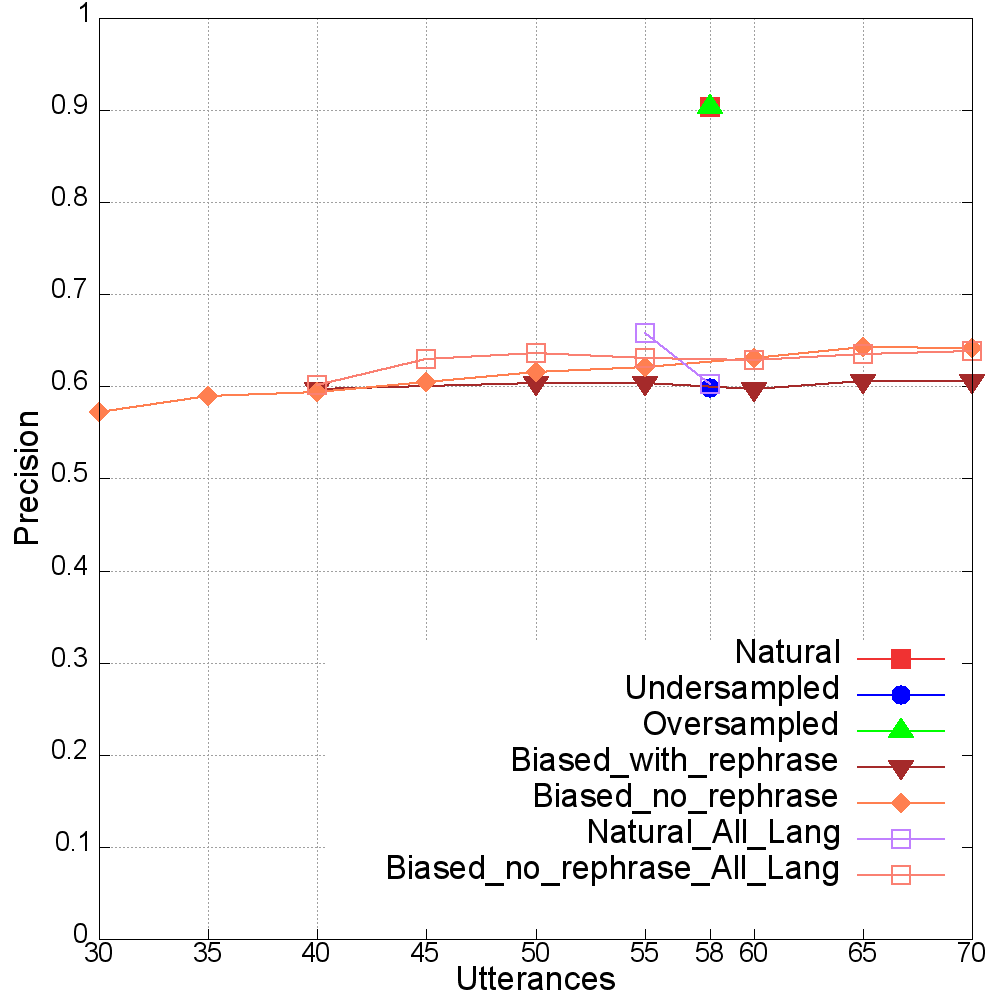 1
0.9
0.8
0.7
0.6
0.5
0.4
0.3
0.2
0.1
0
Precision
Natural
Undersampled
Oversampled
Biased_with_rephrase
Biased_no_rephrase
Natural_All_Lang
Biased_no_rephrase_All_Lang
30 35 40 45 50 55 58 60 65 70
Utterances